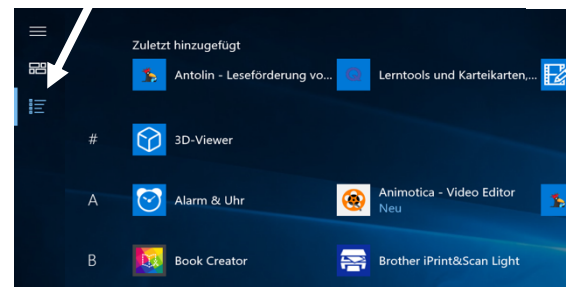 Zuletzt hinzugefügt
Antolin - Leseförderung vo... Lerntools und Karteikarten,...
# 3D-Viewer
A Alarm & Uhr Animotica - Video Editor
Neu
B Book Creator Brother iPrint&Scan Light